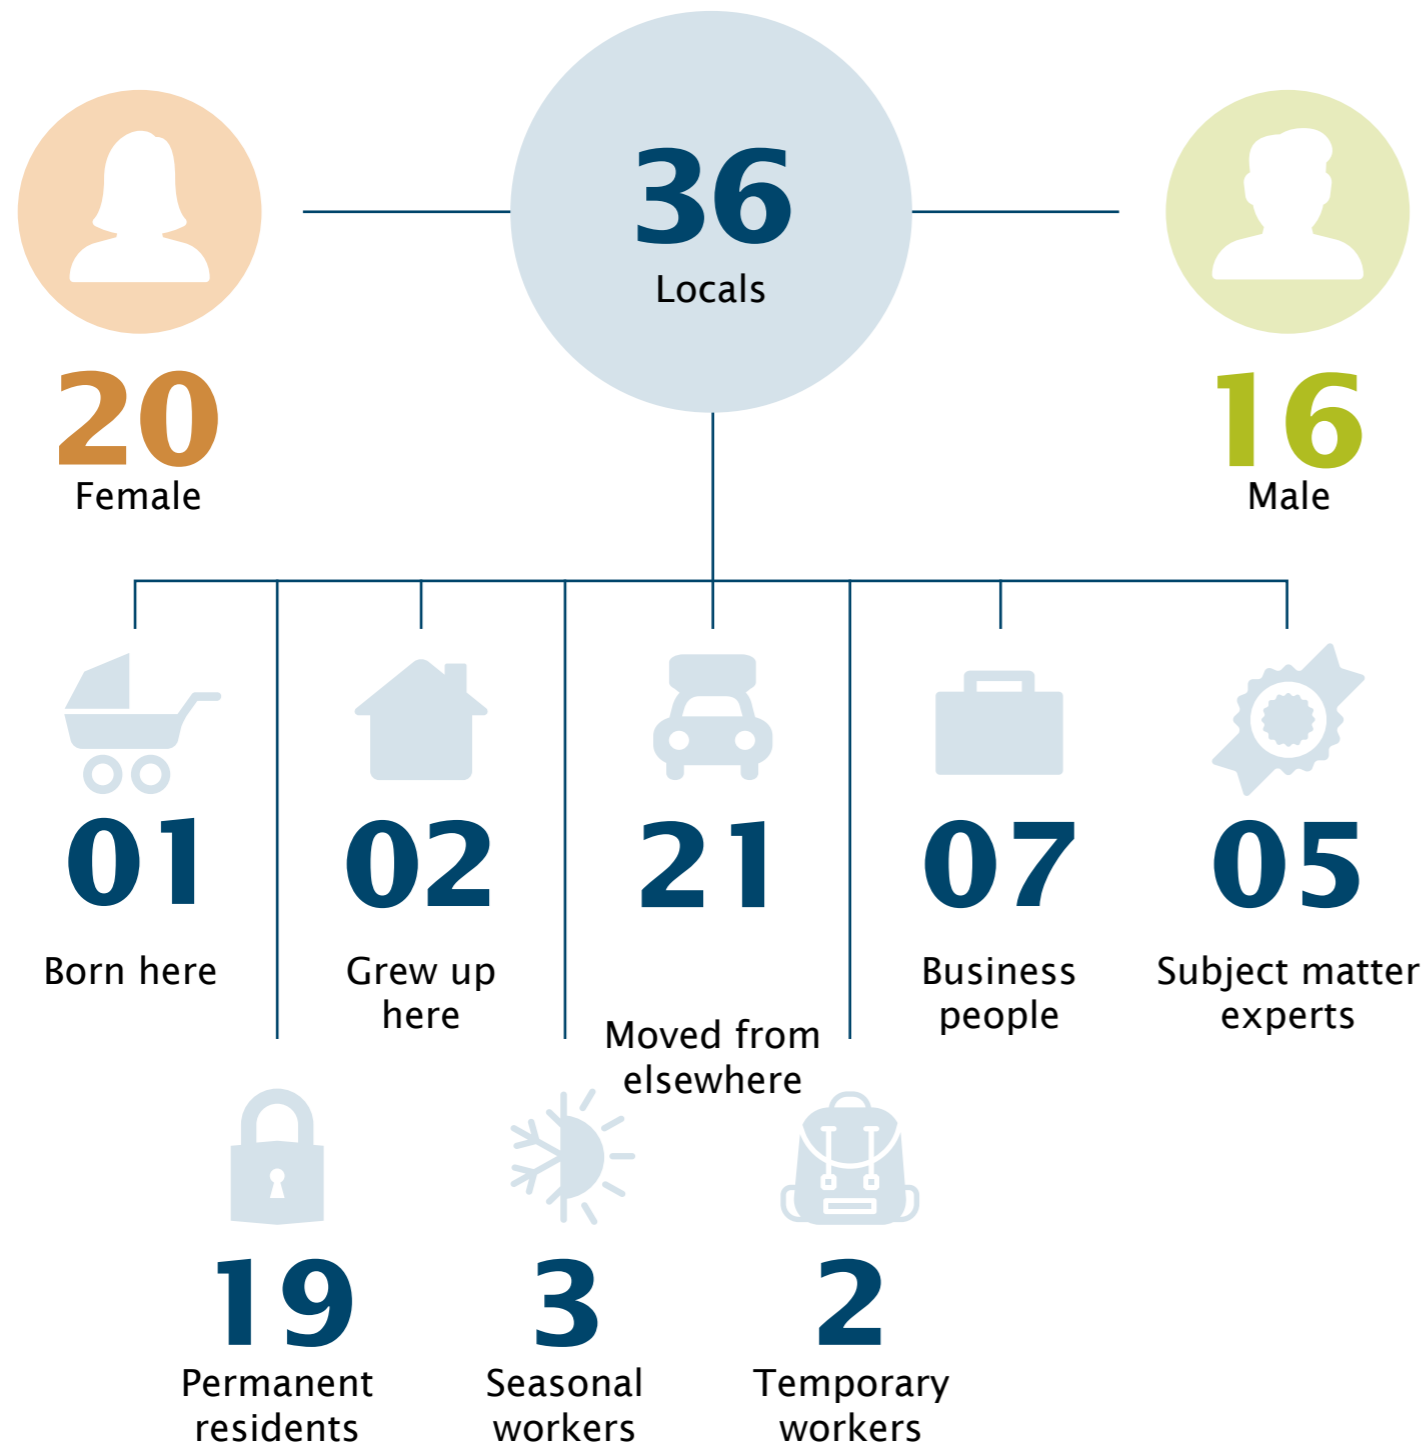 36
Locals
20
Female
16
Male
01
Born here
02
Grew up
here
21
Moved from
elsewhere
07
Business
people
05
Subject matter
experts
19
Permanent
residents
3
Seasonal
workers
2
Temporary
workers